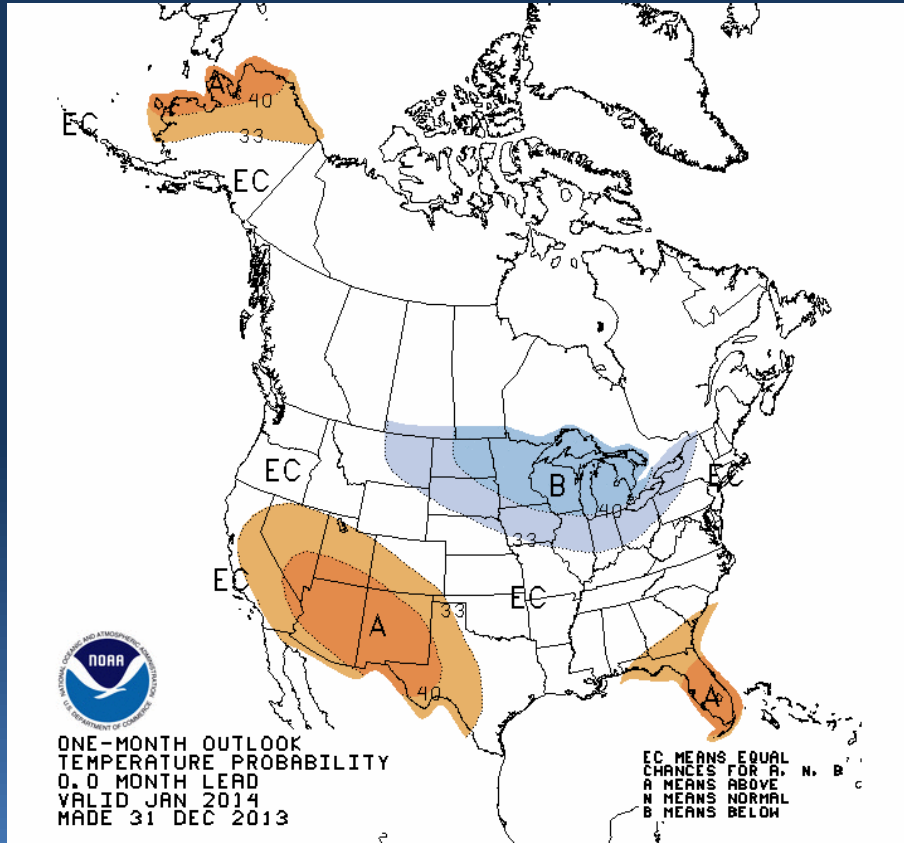 A
40
EC
33
EC
EC
B
EC
40
33
EC
EC
33
A
40
A
NATIONAL OCEANIC AND ATMOSPHERIC ADMINISTRATION
NOAA
U.S. DEPARTMENT OF COMMERCE
ONE-MONTH OUTLOOK
TEMPERATURE PROBABILITY
0.0 MONTH LEAD
VALID JAN 2014
MADE 31 DEC 2013
EC MEANS EQUAL
CHANCES FOR A, N, B
A MEANS ABOVE
N MEANS NORMAL
B MEANS BELOW